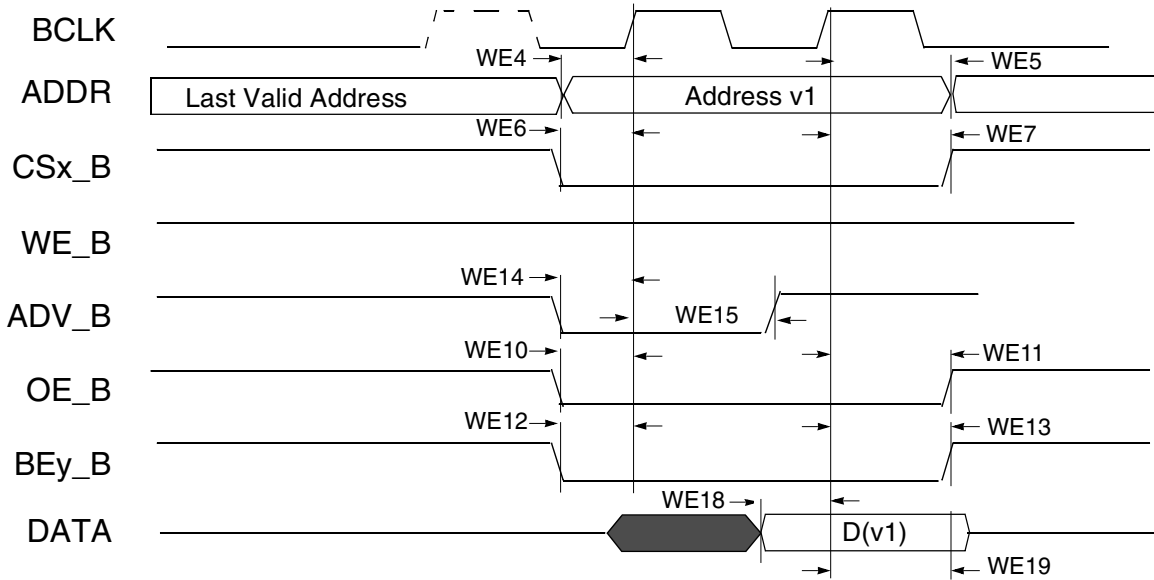 BCLK
WE4
WE5
ADDR
Last Valid Address
Address v1
WE6
WE7
CSx_B
WE_B
WE14
ADV_B
WE15
WE10
WE11
OE_B
WE12
WE13
BEy_B
WE18
DATA
D(v1)
WE19